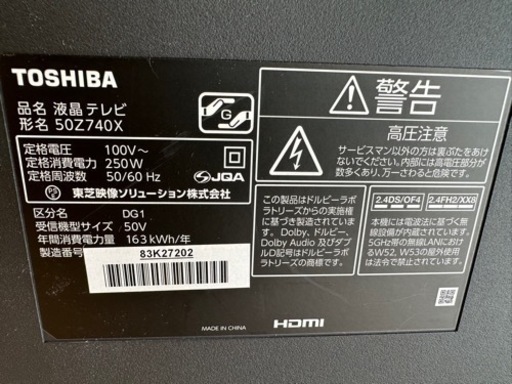 TOSHIBA
品名 液晶テレビ
形名 50Z740X
G
定格電圧 100V～
定格消費電力 250W
定格周波数 50/60 Hz
JQA
東芝映像ソリューション株式会社
区分名 DG1
受信機型サイズ 50V
年間消費電力量 163 kWh/年
製造番号
83K27202
MADE IN CHINA
HDMI
警告
高圧注意
サービスマン以外の方は裏ぶたをあけないでください。内部には高電圧部分が数多くあり、万一さわると危険です。
この製品はドルビーラボラトリーズからの実施権に基づき製造されています。Dolby、ドルビー、Dolby Audio 及びダブルD記号はドルビーラボラトリーズの商標です。
2.4DS/OF4
2.4FH2/XX8
本機には電波法に基づく無線設備が内蔵されています。
5GHz帯の無線LANにおけるW52、W53の屋外使用は法令で禁止されています。